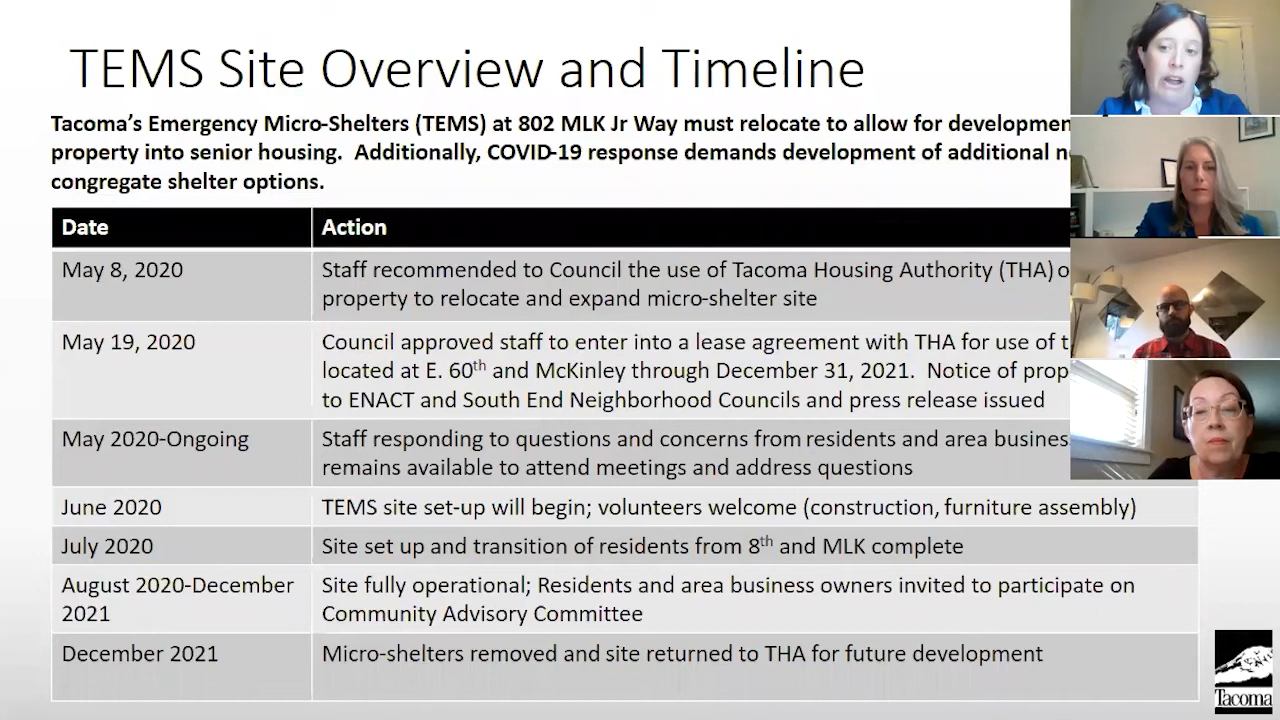 TEMS Site Overview and Timeline
Tacoma's Emergency Micro-Shelters (TEMS) at 802 MLK Jr Way must relocate to allow for
property into senior housing. Additionally, COVID-19 response demands development of additional
congregate shelter options.
Date Action
May 8, 2020 Staff recommended to Council the use of Tacoma Housing Authority (THA)
property to relocate and expand micro-shelter site
May 19, 2020 Council approved staff to enter into a lease agreement with THA for use of
located at E. 60th and McKinley through December 31, 2021. Notice of
to ENACT and South End Neighborhood Councils and press release issued
May 2020-Ongoing Staff responding to questions and concerns from residents and area
remains available to attend meetings and address questions
June 2020 TEMS site set-up will begin; volunteers welcome (construction, furniture assembly)
July 2020 Site set up and transition of residents from 8th and MLK complete
August 2020-December
2021
Site fully operational; Residents and area business owners invited to participate on
Community Advisory Committee
December 2021 Micro-shelters removed and site returned to THA for future development
Tacoma